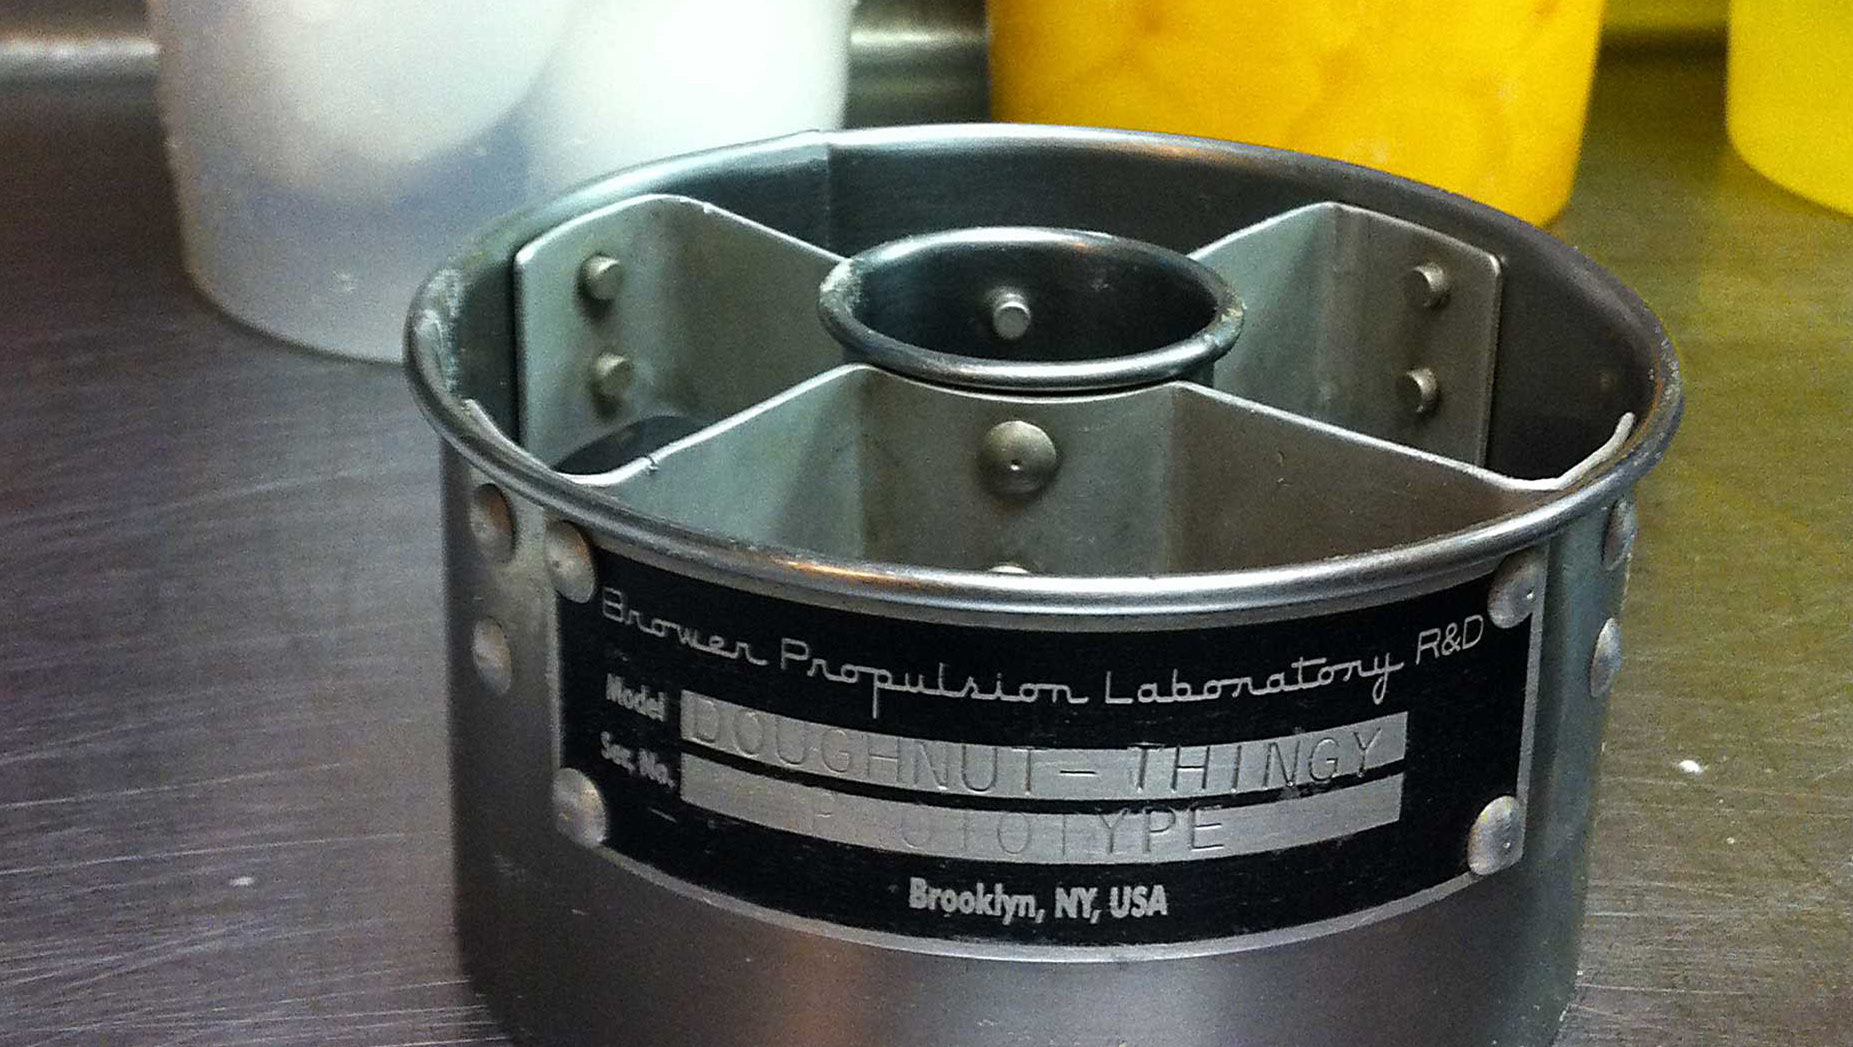 Brower Propulsion Laboratory R&D
Model DOUGHNUT-THINGY
Ser. No. PROTOTYPE
Brooklyn, NY, USA